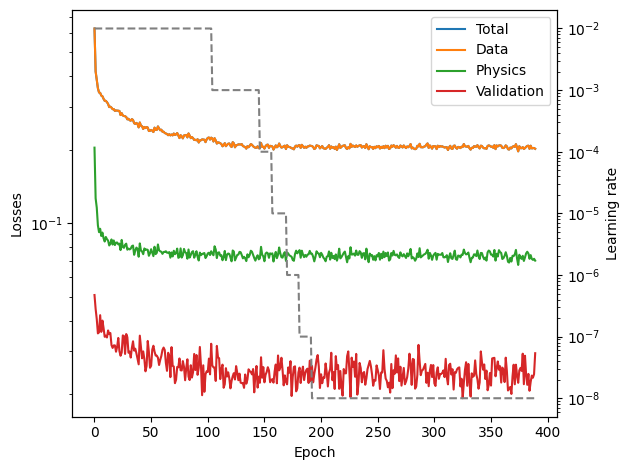 Total
Data
Physics
Validation
Losses
10^{-1}
10^{-2}
10^{-3}
10^{-4}
10^{-5}
10^{-6}
10^{-7}
10^{-8}
Learning rate
0 50 100 150 200 250 300 350 400
Epoch